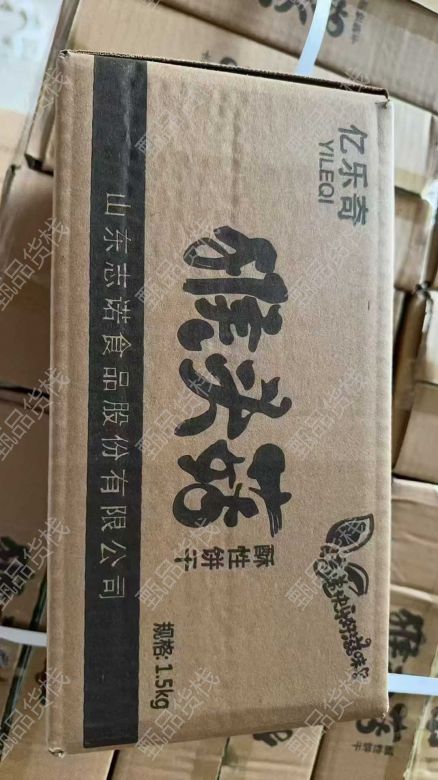 亿乐奇
YILEQI
猴头菇
酥性饼干
规格:1.5kg
山东志诺食品股份有限公司
甄品货栈